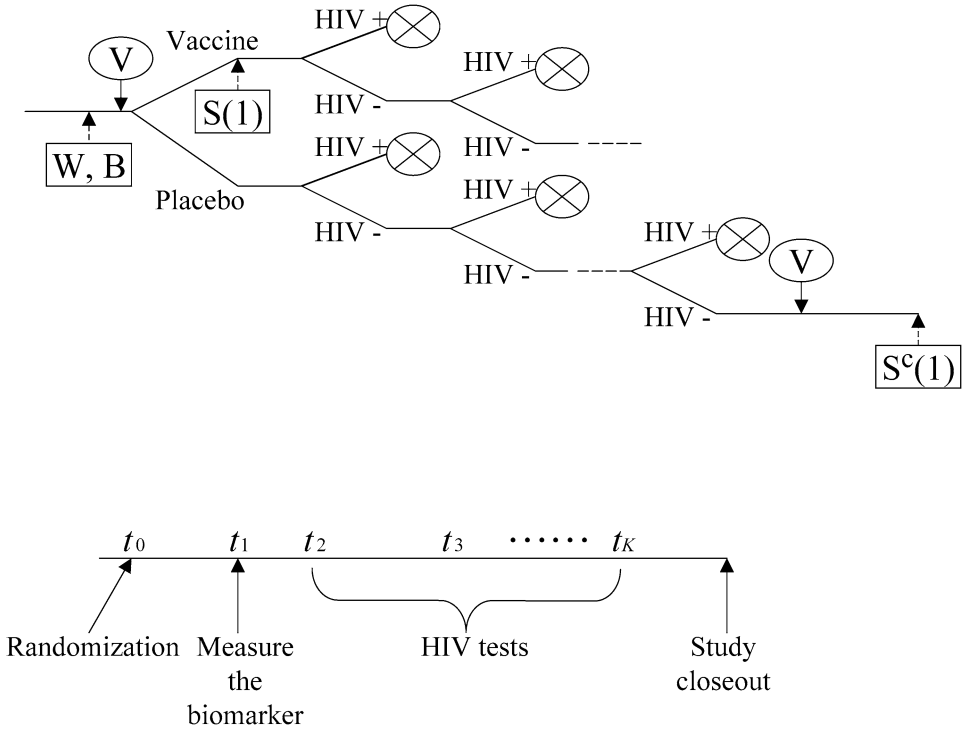 HIV +
Vaccine
V
HIV +
S(1)
HIV -
W, B
HIV +
HIV -
Placebo
HIV +
HIV -
HIV +
V
HIV -
HIV -
Sc(1)
t0 t1 t2 t3 ...... tK
Randomization
Measure
the
biomarker
HIV tests
Study
closeout